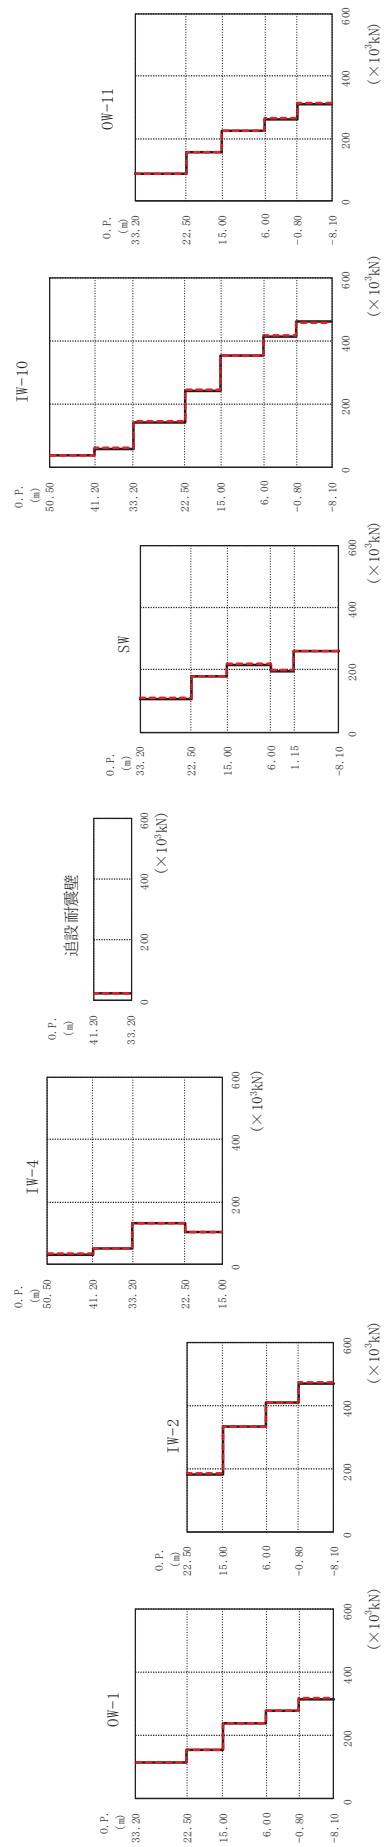 OW-1
O.P.
(m)
33.20
22.50
15.00
6.00
-0.80
-8.10
0
200
400
600
(×10³kN)
IW-2
O.P.
(m)
22.50
15.00
6.00
-0.80
-8.10
0
200
400
600
(×10³kN)
IW-4
O.P.
(m)
50.50
41.20
33.20
22.50
15.00
0
200
400
600
(×10³kN)
追設耐震壁
O.P.
(m)
41.20
33.20
0
200
400
600
(×10³kN)
SW
O.P.
(m)
33.20
22.50
15.00
6.00
1.15
-8.10
0
200
400
600
(×10³kN)
IW-10
O.P.
(m)
50.50
41.20
33.20
22.50
15.00
6.00
-0.80
-8.10
0
200
400
600
(×10³kN)
OW-11
O.P.
(m)
33.20
22.50
15.00
6.00
-0.80
-8.10
0
200
400
600
(×10³kN)